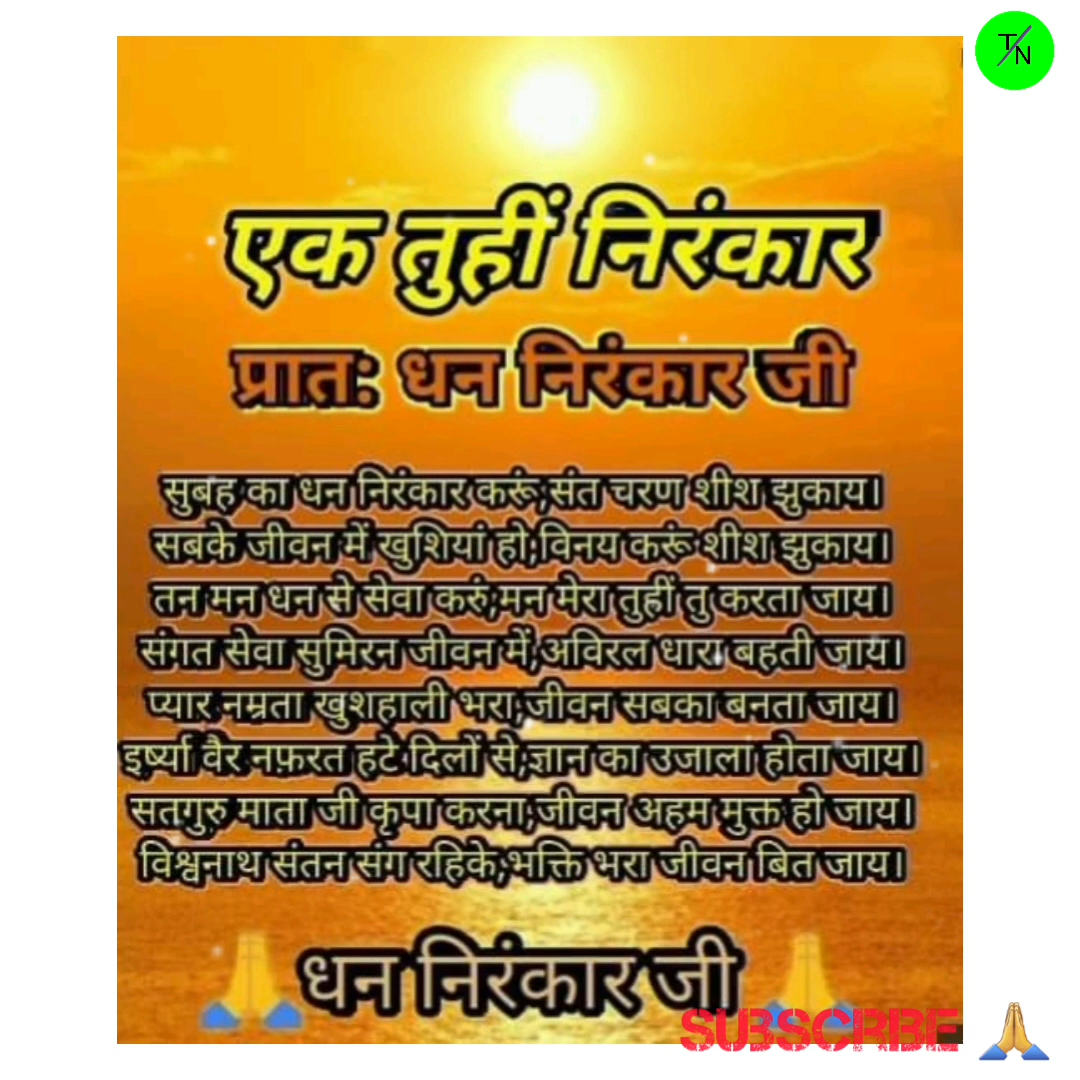 T/N
एक तुहीं निरंकार
प्रात: धन निरंकार जी
सुबह का धन निरंकार करूं,संत चरण शीश झुकाय।
सबके जीवन में खुशियां हो,विनय करूं शीश झुकाय।
तन मन धन से सेवा करुं,मन मेरा तुहीं तु करता जाय।
संगत सेवा सुमिरन जीवन में,अविरल धारा बहती जाय।
प्यार नम्रता खुशहाली भरा,जीवन सबका बनता जाय।
इर्ष्या वैर नफ़रत हटे दिलों से,ज्ञान का उजाला होता जाय।
सतगुरु माता जी कृपा करना,जीवन अहम मुक्त हो जाय।
विश्वनाथ संतन संग रहिके,भक्ति भरा जीवन बित जाय।
धन निरंकार जी
SUBSCRIBE